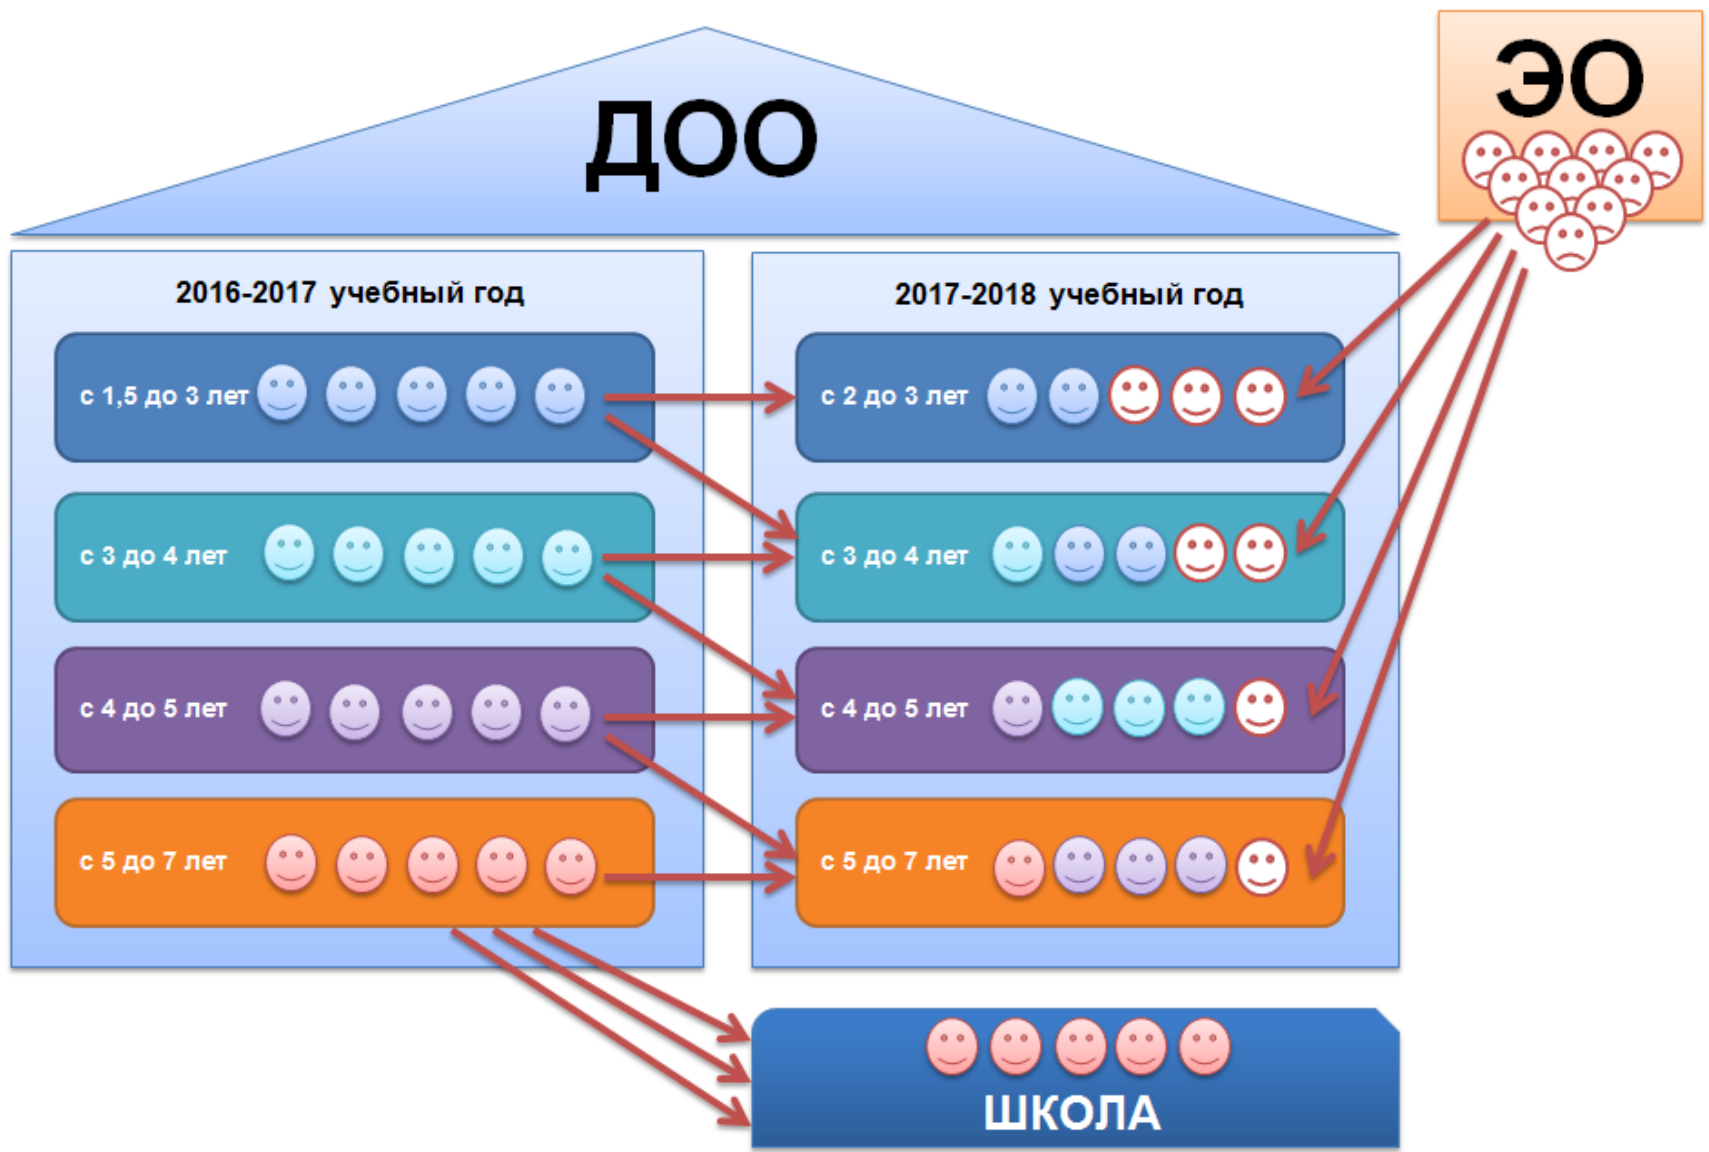 ДОО
ЭО
2016-2017 учебный год
с 1,5 до 3 лет
с 3 до 4 лет
с 4 до 5 лет
с 5 до 7 лет
2017-2018 учебный год
с 2 до 3 лет
с 3 до 4 лет
с 4 до 5 лет
с 5 до 7 лет
ШКОЛА